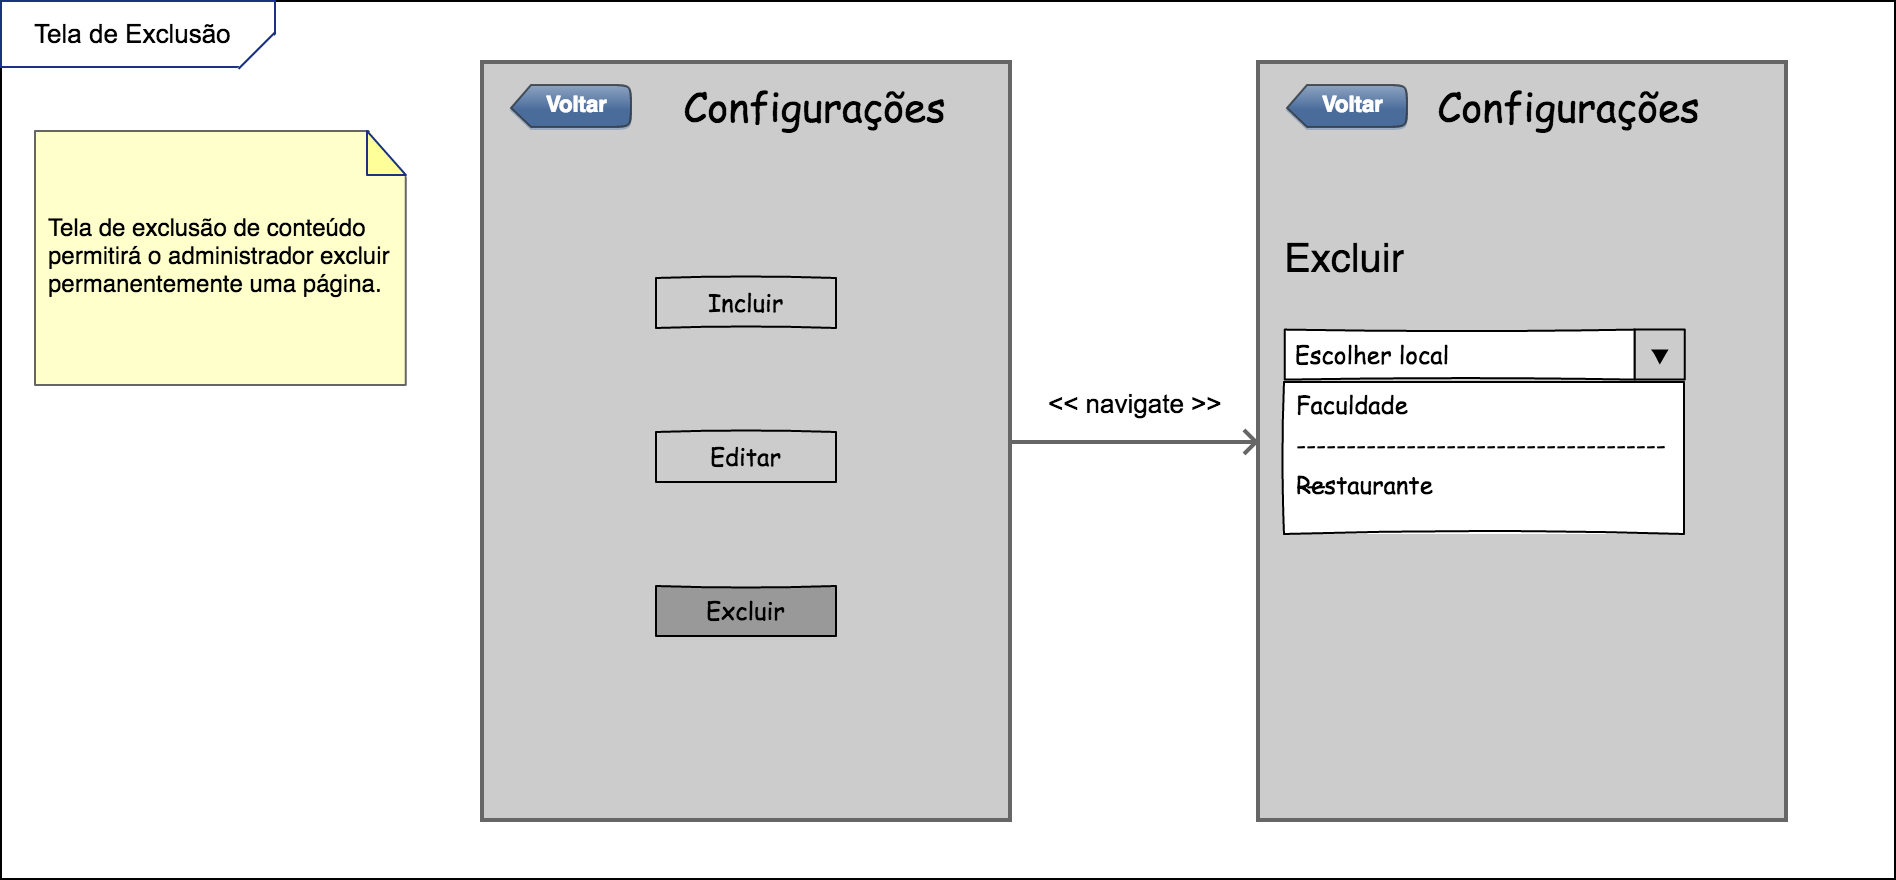 Tela de Exclusão
Tela de exclusão de conteúdo
permitirá o administrador excluir
permanentemente uma página.
Voltar
Configurações
Incluir
Editar
Excluir
<< navigate >>
Voltar
Configurações
Excluir
Escolher local
Faculdade
------------------------------------
Restaurante